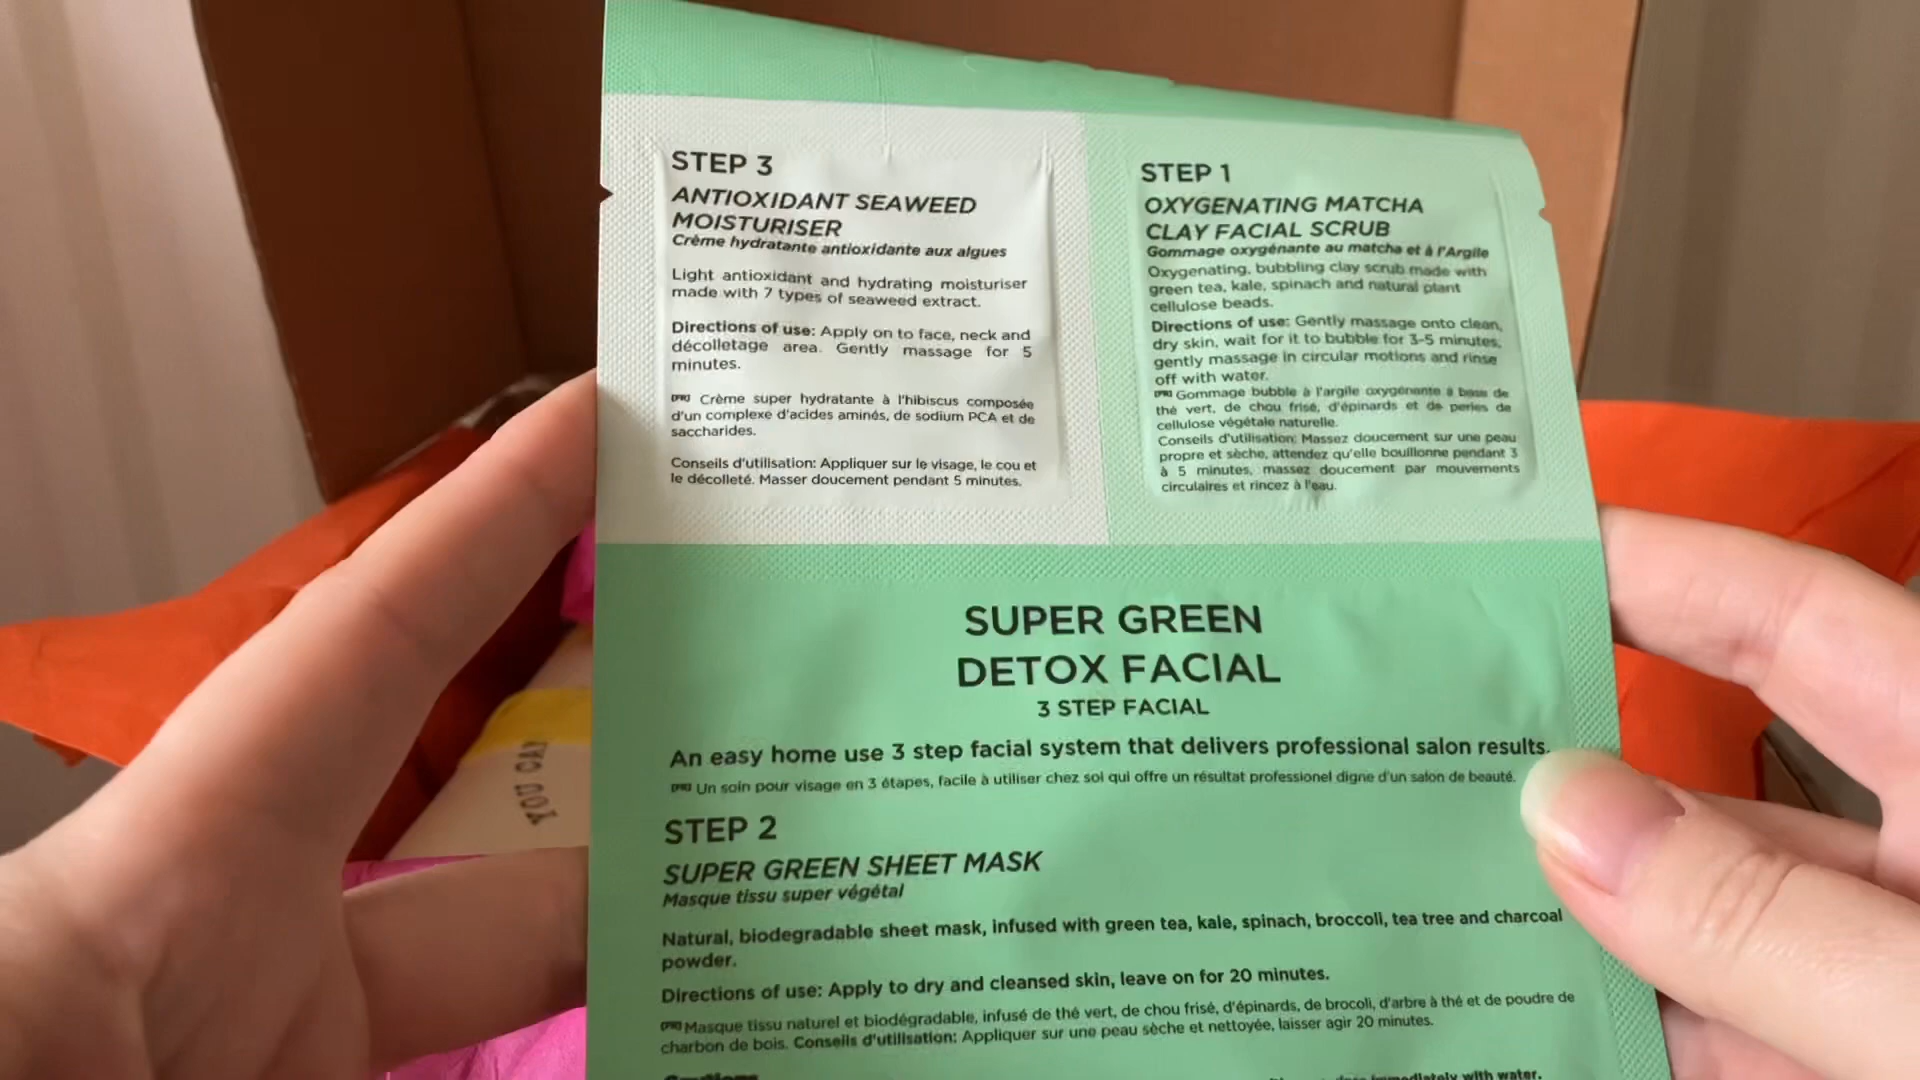 STEP 3
ANTIOXIDANT SEAWEED
MOISTURISER
Crème hydratante antioxidante aux algues
Light antioxidant and hydrating moisturiser
made with 7 types of seaweed extract.
Directions of use: Apply on to face, neck and
décolletage area. Gently massage for 5
minutes.
Crème super hydratante à l'hibiscus composée
d'un complexe d'acides aminés, de sodium PCA et de
saccharides.
Conseils d'utilisation: Appliquer sur le visage, le cou et
le décolleté. Masser doucement pendant 5 minutes.
STEP 1
OXYGENATING MATCHA
CLAY FACIAL SCRUB
Gommage oxygénante au matcha et à l'Argile
Oxygenating, bubbling clay scrub made with
green tea, kale, spinach and natural plant
cellulose beads.
Directions of use: Gently massage onto clean,
dry skin, wait for it to bubble for 3-5 minutes,
gently massage in circular motions and rinse
off with water.
Gommage bubble à l'argile oxygénante à base de
thé vert, de chou frisé, d'épinards et de perles de
cellulose végétale naturelle.
Conseils d'utilisation: Massez doucement sur une peau
propre et sèche, attendez qu'elle bouillonne pendant 3
à 5 minutes, massez doucement par mouvements
circulaires et rincez à l'eau.
SUPER GREEN
DETOX FACIAL
3 STEP FACIAL
An easy home use 3 step facial system that delivers professional salon results.
Un soin pour visage en 3 étapes, facile à utiliser chez soi qui offre un résultat professionel digne d'un salon de beauté.
STEP 2
SUPER GREEN SHEET MASK
Masque tissu super végétal
Natural, biodegradable sheet mask, infused with green tea, kale, spinach, broccoli, tea tree and charcoal
powder.
Directions of use: Apply to dry and cleansed skin, leave on for 20 minutes.
Masque tissu naturel et biodégradable, infusé de thé vert, de chou frisé, d'épinards, de brocoli, d'arbre à thé et de poudre de
charbon de bois. Conseils d'utilisation: Appliquer sur une peau sèche et nettoyée, laisser agir 20 minutes.
immediately with water.
YOU